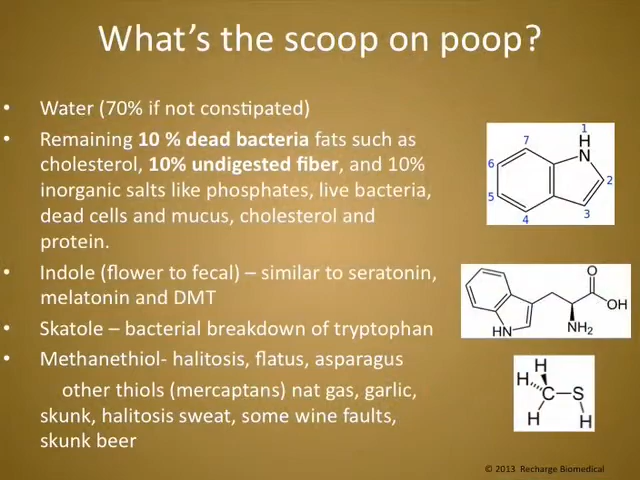 What's the scoop on poop?
• Water (70% if not constipated)
• Remaining 10 % dead bacteria fats such as
cholesterol, 10% undigested fiber, and 10%
inorganic salts like phosphates, live bacteria,
dead cells and mucus, cholesterol and
protein.
• Indole (flower to fecal) – similar to seratonin,
melatonin and DMT
• Skatole – bacterial breakdown of tryptophan
• Methanethiol- halitosis, flatus, asparagus
other thiols (mercaptans) nat gas, garlic,
skunk, halitosis sweat, some wine faults,
skunk beer
1
H
7
N
6
2
5
3
4
O
OH
HN
NH2
H
H
C
S
H
H
© 2013 Recharge Biomedical